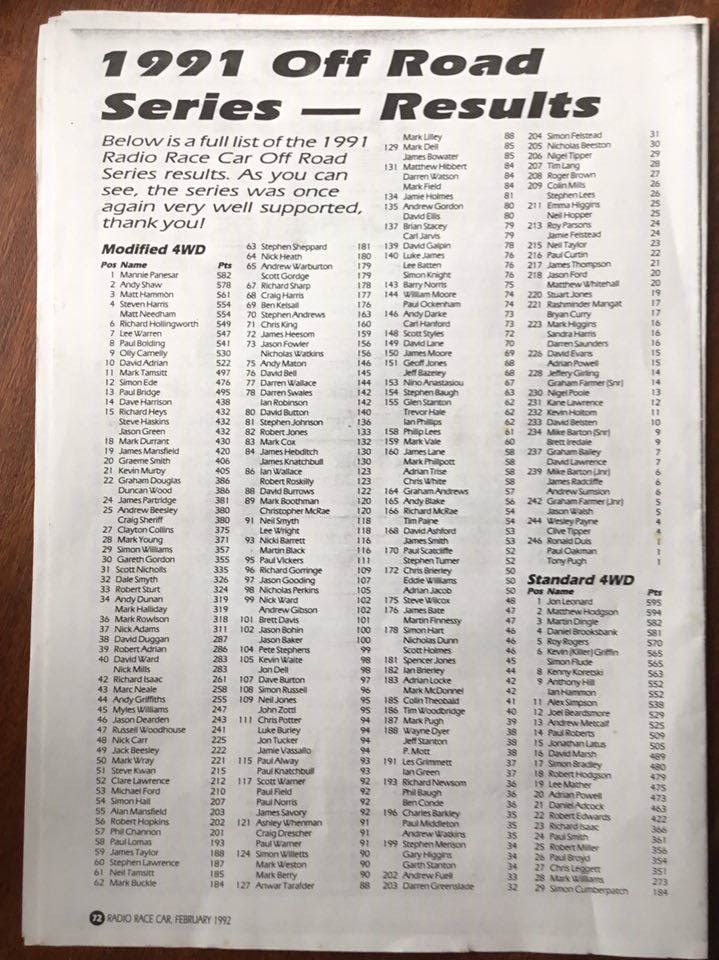 1991 Off Road
Series — Results
Below is a full list of the 1991
Radio Race Car Off Road
Series results. As you can
see, the series was once
again very well supported,
thank you!
Modified 4WD
Pos Name Pts
1 Mannie Panesar 582
2 Andy Shaw 578
3 Matt Hammon 561
4 Steven Harris 554
Matt Needham 554
6 Richard Hollingworth 549
7 Lee Warren 547
8 Paul Bolding 541
9 Olly Camelly 530
10 David Adrian 522
11 Mark Tamsitt 497
12 Simon Ede 476
13 Paul Bridge 495
14 Dave Harrison 438
15 Richard Heys 432
Steve Haskins 432
Jason Green 432
18 Mark Durrant 430
19 James Mansfield 420
20 Graeme Smith 406
21 Kevin Murby 405
22 Graham Douglas 386
Duncan Wood 386
24 James Partridge 381
25 Andrew Beesley 380
Craig Sheriff 380
27 Clayton Collins 375
28 Mark Young 371
29 Simon Williams 357
30 Gareth Gordon 355
31 Scott Nicholls 335
32 Dale Smyth 326
33 Robert Sturt 324
34 Andy Dunan 319
Mark Halliday 319
36 Mark Rowlson 318
37 Nick Adams 311
38 David Duggan 287
39 Robert Adrian 286
40 David Ward 283
Nick Mills 283
42 Richard Isaac 261
43 Marc Neale 258
44 Andy Griffiths 255
45 Myles Williams 247
46 Jason Dearden 243
47 Russell Woodhouse 241
48 Nick Carr 225
49 Jack Beesley 222
50 Mark Wray 221
51 Steve Kwan 215
52 Clare Lawrence 212
53 Michael Ford 210
54 Simon Hall 207
55 Alan Mansfield 203
56 Robert Hopkins 202
57 Phil Channon 201
58 Paul Lomas 193
59 James Taylor 188
60 Stephen Lawrence 187
61 Neil Tamsitt 185
62 Mark Buckle 184
63 Stephen Sheppard 181
64 Nick Heath 180
65 Andrew Warburton 179
Scott Gordge 179
67 Richard Sharp 178
68 Craig Harris 177
69 Ben Kelsall 176
70 Stephen Andrews 163
71 Chris King 160
72 James Heesom 159
73 Jason Fowler 156
Nicholas Watkins 156
75 Andy Maton 146
76 David Bell 145
77 Darren Wallace 144
78 Darren Swales 142
Ian Robinson 142
80 David Button 140
81 Stephen Johnson 136
82 Robert Jones 133
83 Mark Cox 132
84 James Hebditch 130
James Knatchbull 130
86 Ian Wallace 123
Robert Roskilly 123
88 David Burrows 122
89 Mark Boothman 120
Christopher McRae 120
91 Neil Smyth 118
Lee Wright 118
93 Nicki Barrett 116
Martin Black 116
95 Paul Vickers 111
96 Richard Gorringe 109
97 Jason Gooding 107
98 Nicholas Perkins 105
99 Nick Ward 102
Andrew Gibson 102
101 Brett Davis 101
102 Jason Bohin 100
Jason Baker 100
104 Pete Stephens 99
105 Kevin Waite 98
Jon Dell 98
107 Dave Burton 97
108 Simon Russell 96
109 Neil Jones 95
John Zottl 95
111 Chris Potter 94
Luke Burley 94
Jon Tucker 94
Jamie Vassallo 94
115 Paul Alway 93
Paul Knatchbull 93
117 Scott Warner 92
Paul Field 92
Paul Norris 92
James Savory 92
121 Ashley Whenman 91
Craig Drescher 91
Paul Warner 91
124 Simon Willetts 90
Mark Weston 90
Mark Berry 90
127 Anwar Tarafder 88
Mark Lilley 88
129 Mark Dell 85
James Bowater 85
131 Matthew Hibbert 84
Darren Watson 84
Mark Field 84
134 Jamie Holmes 81
135 Andrew Gordon 80
David Ellis 80
137 Brian Stacey 79
Carl Jarvis 79
139 David Galpin 78
140 Luke James 76
Lee Batten 76
Simon Knight 76
143 Barry Norris 75
144 William Moore 74
Paul Ockenham 74
146 Andy Darke 73
Carl Hanford 73
148 Scott Styles 72
149 David Lane 70
150 James Moore 69
151 Geoff Jones 68
Jeff Bazeley 68
153 Nino Anastasiou 67
154 Stephen Baugh 63
155 Glen Stanton 62
Trevor Hale 62
Ian Phillips 62
158 Philip Lees 61
159 Mark Vale 60
160 James Lane 58
Mark Philpott 58
Adrian Trise 58
Chris White 58
164 Graham Andrews 57
165 Andy Blake 56
166 Richard McRae 56
Tim Paine 54
168 David Ashford 53
James Smith 53
170 Paul Scatcliffe 52
Stephen Turner 52
172 Chris Brierley 50
Eddie Williams 50
Adrian Jacob 50
175 Steve Wilcox 48
176 James Bate 47
Martin Finnessy 47
178 Simon Hart 46
Nicholas Dunn 46
Scott Holmes 46
181 Spencer Jones 44
182 Ian Brierley 44
183 Adrian Locke 42
Mark McDonnel 42
185 Colin Theobald 41
186 Tim Woodbridge 40
187 Mark Pugh 39
188 Wayne Dyer 38
Jeff Stanton 38
P. Mott 38
191 Les Grimmett 37
Ian Green 37
193 Richard Newsom 36
Phil Baugh 36
Ben Conde 36
196 Charles Barkley 35
Paul Middleton 35
Andrew Watkins 35
199 Stephen Merison 34
Gary Higgins 34
Garth Stanton 34
202 Andrew Fuell 33
203 Darren Greenslade 32
204 Simon Felstead 31
205 Nicholas Beeston 30
206 Nigel Tipper 29
207 Tim Lang 28
208 Roger Brown 27
209 Colin Mills 26
Stephen Lees 26
211 Emma Higgins 25
Neil Hopper 25
213 Roy Parsons 24
Jamie Felstead 24
215 Neil Taylor 23
216 Paul Curtin 22
217 James Thompson 21
218 Jason Ford 20
Matthew Whitehall 20
220 Stuart Jones 19
221 Rashminder Mangat 17
Bryan Curry 17
223 Mark Higgins 16
Sandra Harris 16
Darren Saunders 16
226 David Evans 15
Adrian Powell 15
228 Jeffery Girling 14
Graham Farmer (Snr) 14
230 Nigel Poole 13
231 Kane Lawrence 12
232 Kevin Holtom 11
233 David Belsten 10
234 Mike Barton (Snr) 9
Brett Iredale 9
237 Graham Bailey 7
David Lawrence 7
239 Mike Barton (Jnr) 6
James Radcliffe 6
Andrew Sumsion 6
242 Graham Farmer (Jnr) 5
Jason Walsh 5
244 Wesley Payne 4
Clive Tipper 4
246 Ronald Duis 1
Paul Oakman 1
Tony Pugh 1
Standard 4WD
Pos Name Pts
1 Jon Leonard 595
2 Matthew Hodgson 594
3 Martin Dingle 582
4 Daniel Brooksbank 581
5 Roy Rogers 570
6 Kevin (Killer) Griffin 565
Simon Flude 565
8 Kenny Koretski 563
9 Anthony Hill 552
Ian Hammon 552
11 Alex Simpson 538
12 Joel Beardsmore 529
13 Andrew Metcalf 525
14 Paul Roberts 509
15 Jonathan Latus 505
16 David Marsh 489
17 Simon Bradley 480
18 Robert Hodgson 479
19 Lee Mather 475
20 Adrian Powell 473
21 Daniel Adcock 463
22 Robert Edwards 422
23 Richard Isaac 366
24 Paul Smith 361
25 Robert Miller 356
26 Paul Broyd 354
27 Chris Leggett 351
28 Mark Williams 273
29 Simon Cumberpatch 184
72 RADIO RACE CAR, FEBRUARY 1992